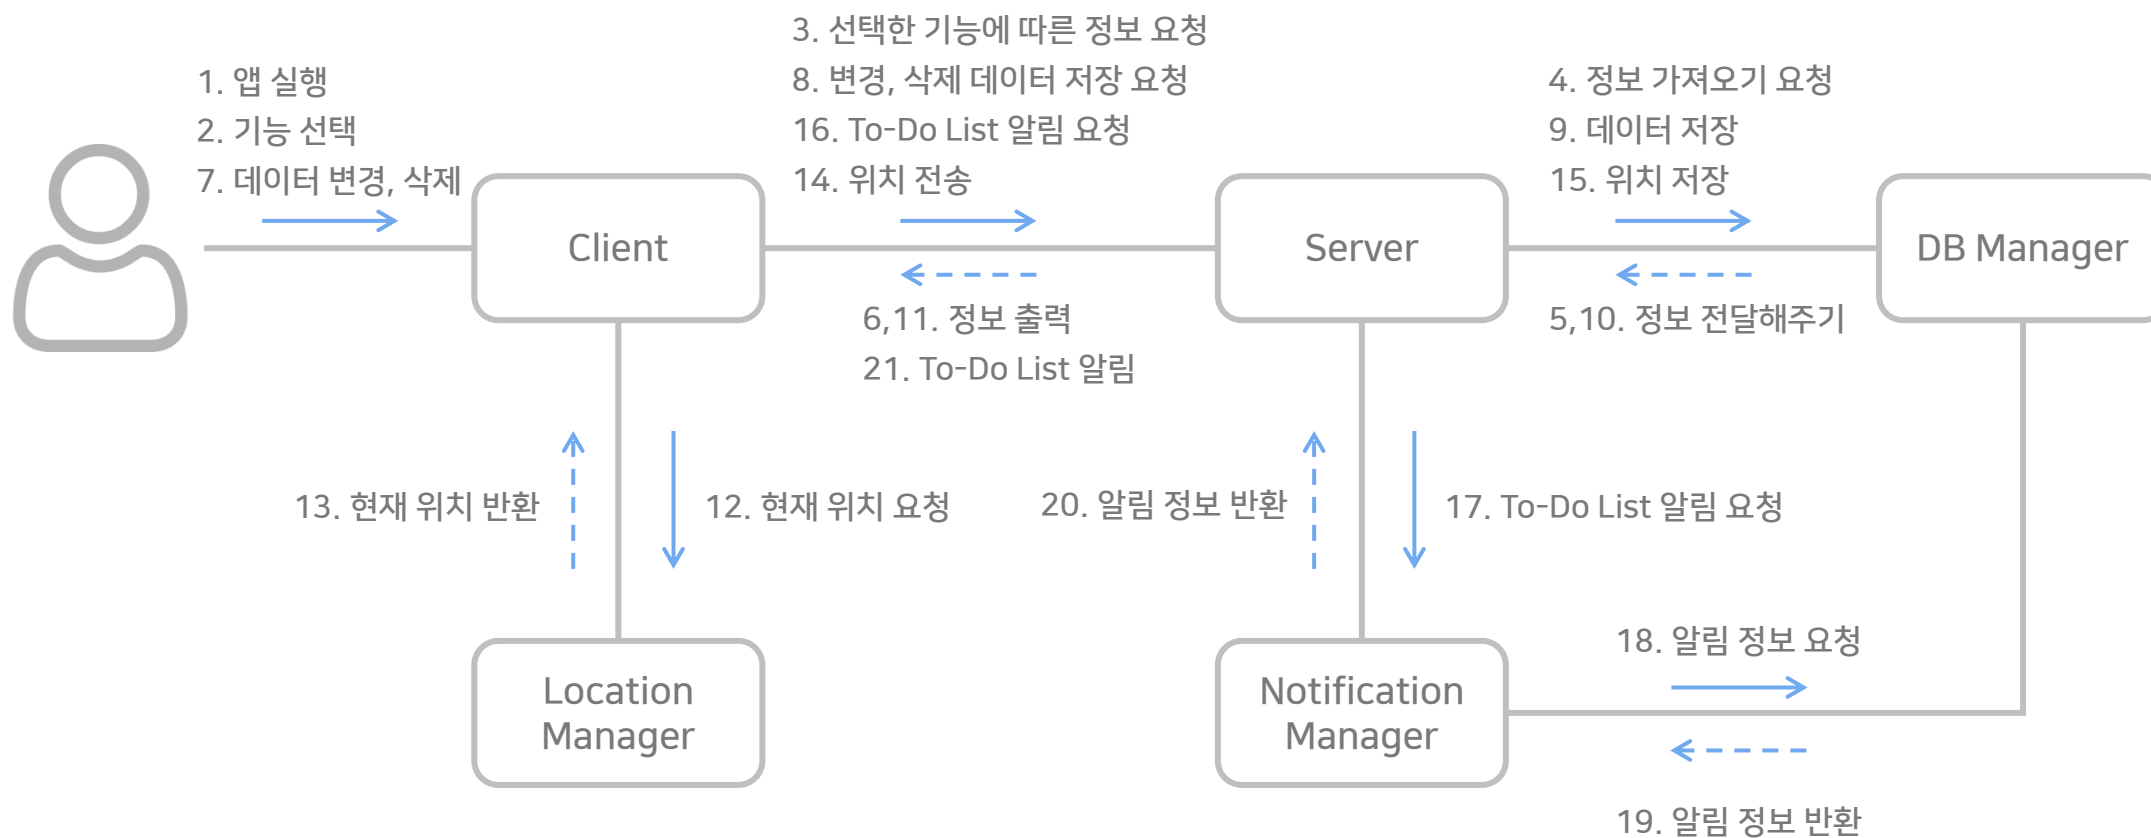 3. 선택한 기능에 따른 정보 요청
8. 변경, 삭제 데이터 저장 요청
16. To-Do List 알림 요청
14. 위치 전송
1. 앱 실행
2. 기능 선택
7. 데이터 변경, 삭제
4. 정보 가져오기 요청
9. 데이터 저장
15. 위치 저장
Client
Server
DB Manager
6,11. 정보 출력
21. To-Do List 알림
5,10. 정보 전달해주기
13. 현재 위치 반환
12. 현재 위치 요청
20. 알림 정보 반환
17. To-Do List 알림 요청
18. 알림 정보 요청
Location
Manager
Notification
Manager
19. 알림 정보 반환